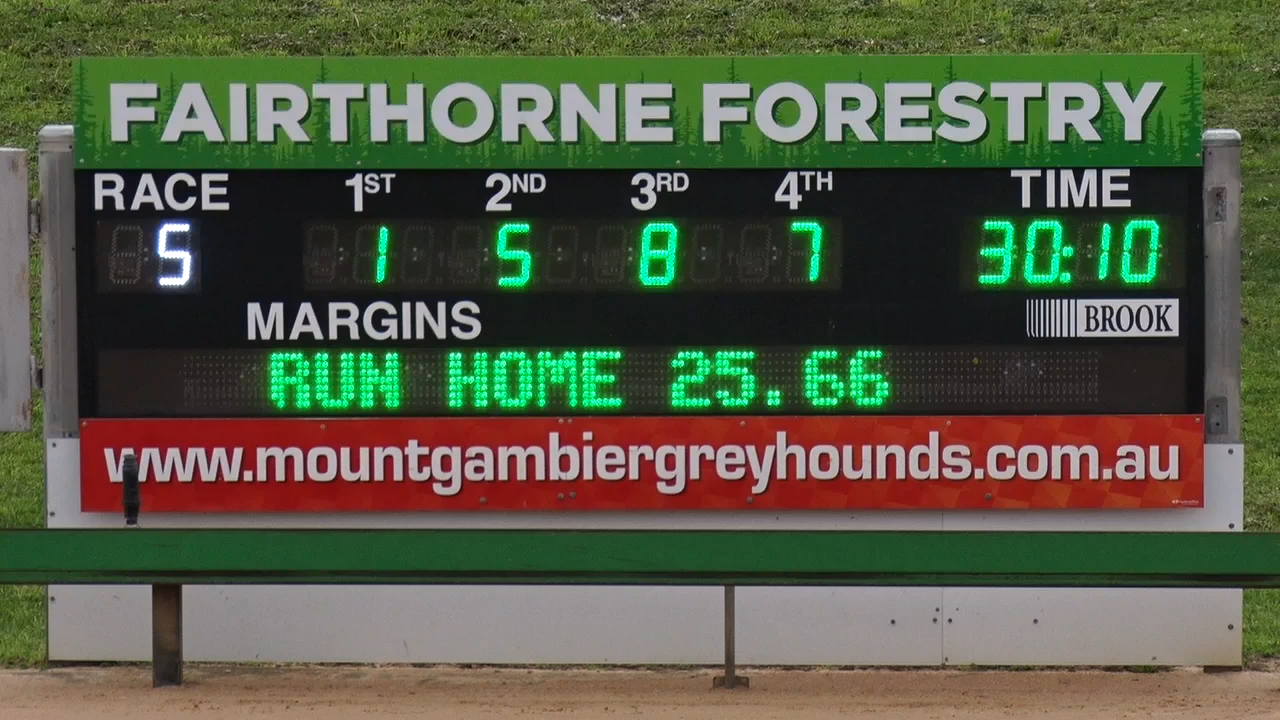 FAIRTHORNE FORESTRY
RACE 1ST 2ND 3RD 4TH TIME
5 1 5 8 7 30:10
MARGINS BROOK
RUN HOME 25.66
www.mountgambiergreyhounds.com.au